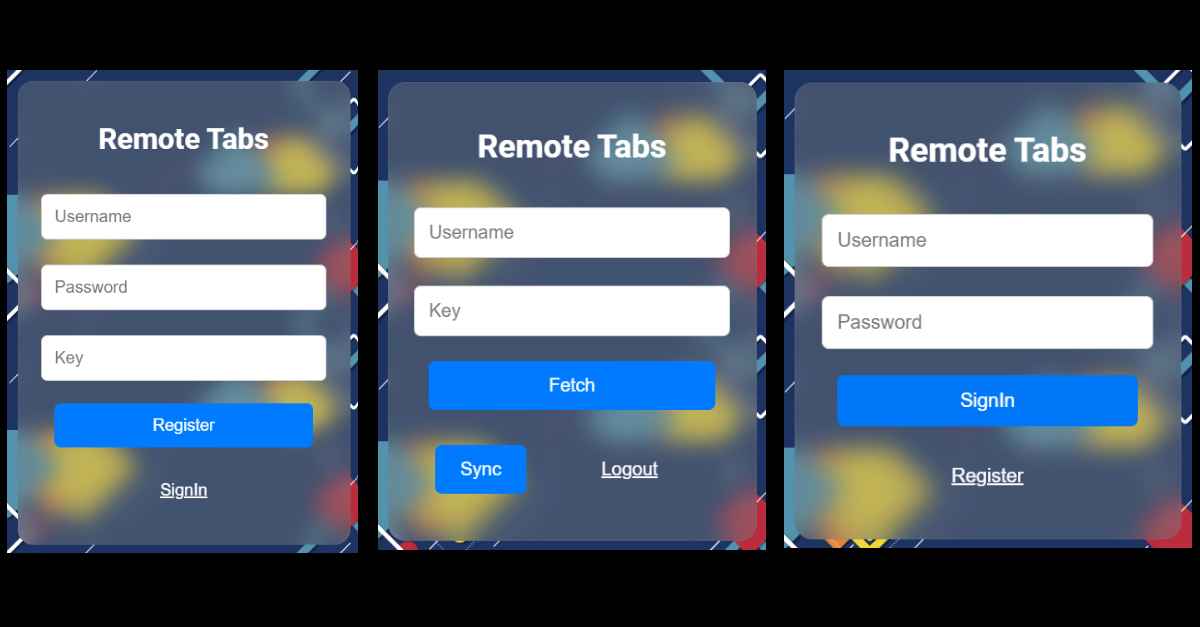 Remote Tabs
Username
Password
Key
Register
SignIn
Remote Tabs
Username
Key
Fetch
Sync
Logout
Remote Tabs
Username
Password
SignIn
Register